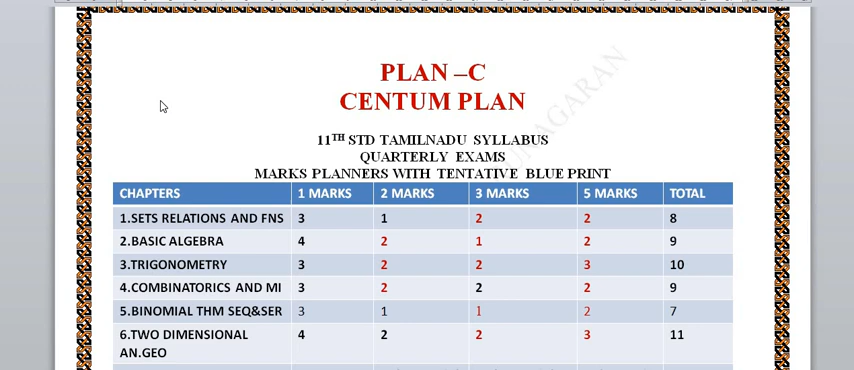 PLAN –C
CENTUM PLAN
11TH STD TAMILNADU SYLLABUS
QUARTERLY EXAMS
MARKS PLANNERS WITH TENTATIVE BLUE PRINT
CHAPTERS 1 MARKS 2 MARKS 3 MARKS 5 MARKS TOTAL
1.SETS RELATIONS AND FNS 3 1 2 2 8
2.BASIC ALGEBRA 4 2 1 2 9
3.TRIGONOMETRY 3 2 2 3 10
4.COMBINATORICS AND MI 3 2 2 2 9
5.BINOMIAL THM SEQ&SER 3 1 1 2 7
6.TWO DIMENSIONAL 4 2 2 3 11
AN.GEO